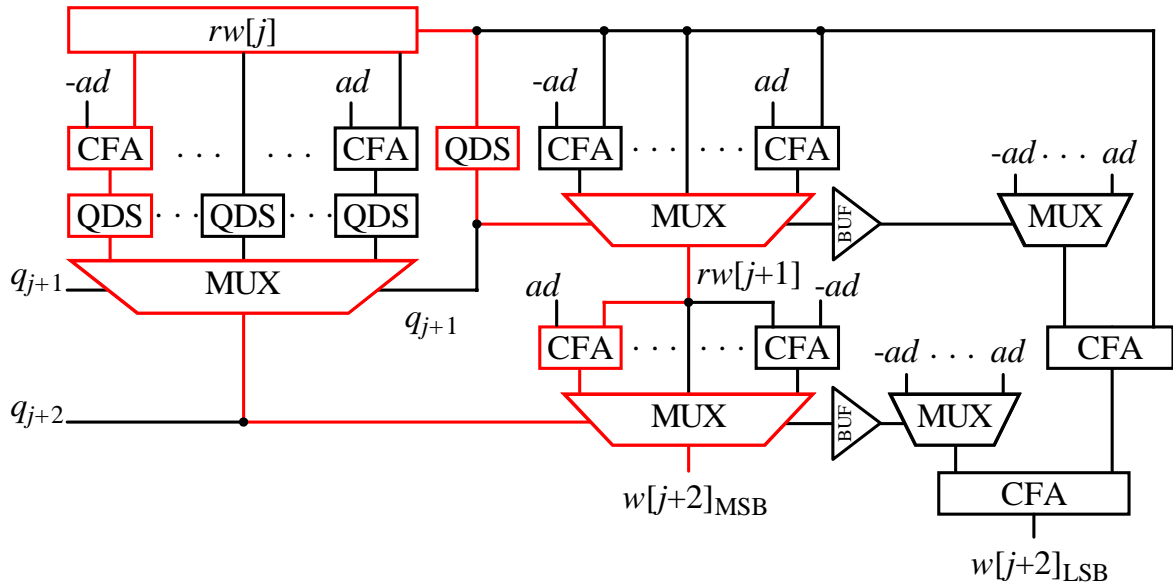 rw[j]
-ad ad -ad ad
CFA . . . . . . CFA QDS CFA . . . . . . CFA
-ad . . . ad
QDS . . . QDS . . . QDS MUX BUF MUX
q_{j+1} MUX q_{j+1} rw[j+1]
ad -ad
CFA . . . . . . CFA CFA
-ad . . . ad
q_{j+2} MUX BUF MUX
w[j+2]_{MSB} CFA
w[j+2]_{LSB}